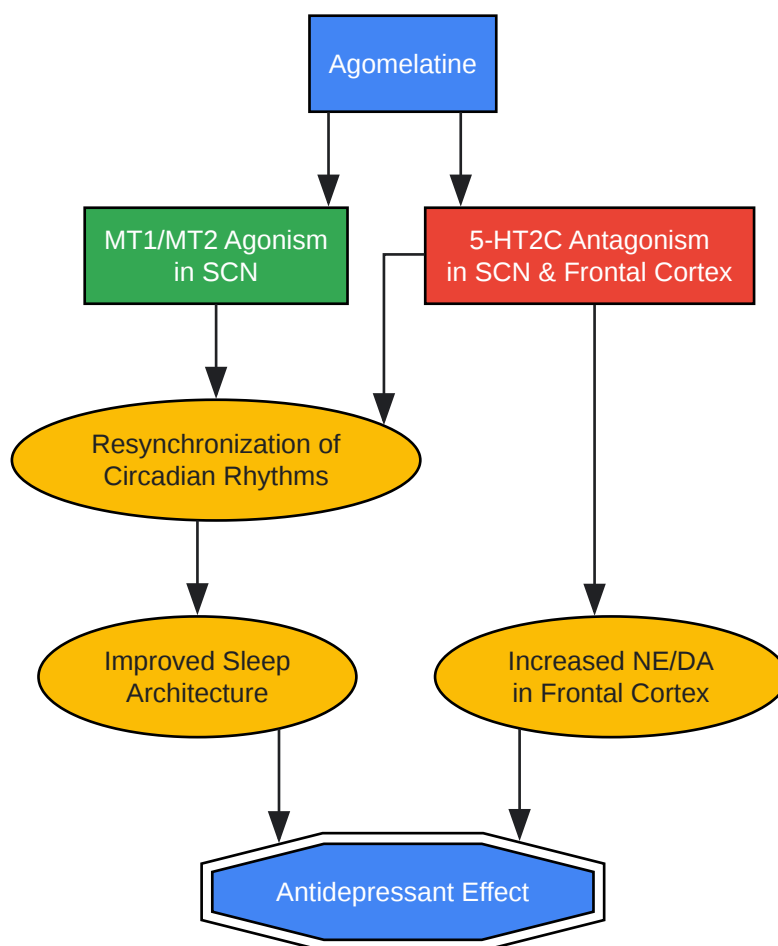 Agomelatine
MT1/MT2 Agonism
in SCN
5-HT2C Antagonism
in SCN & Frontal Cortex
Resynchronization of
Circadian Rhythms
Improved Sleep
Architecture
Increased NE/DA
in Frontal Cortex
Antidepressant Effect